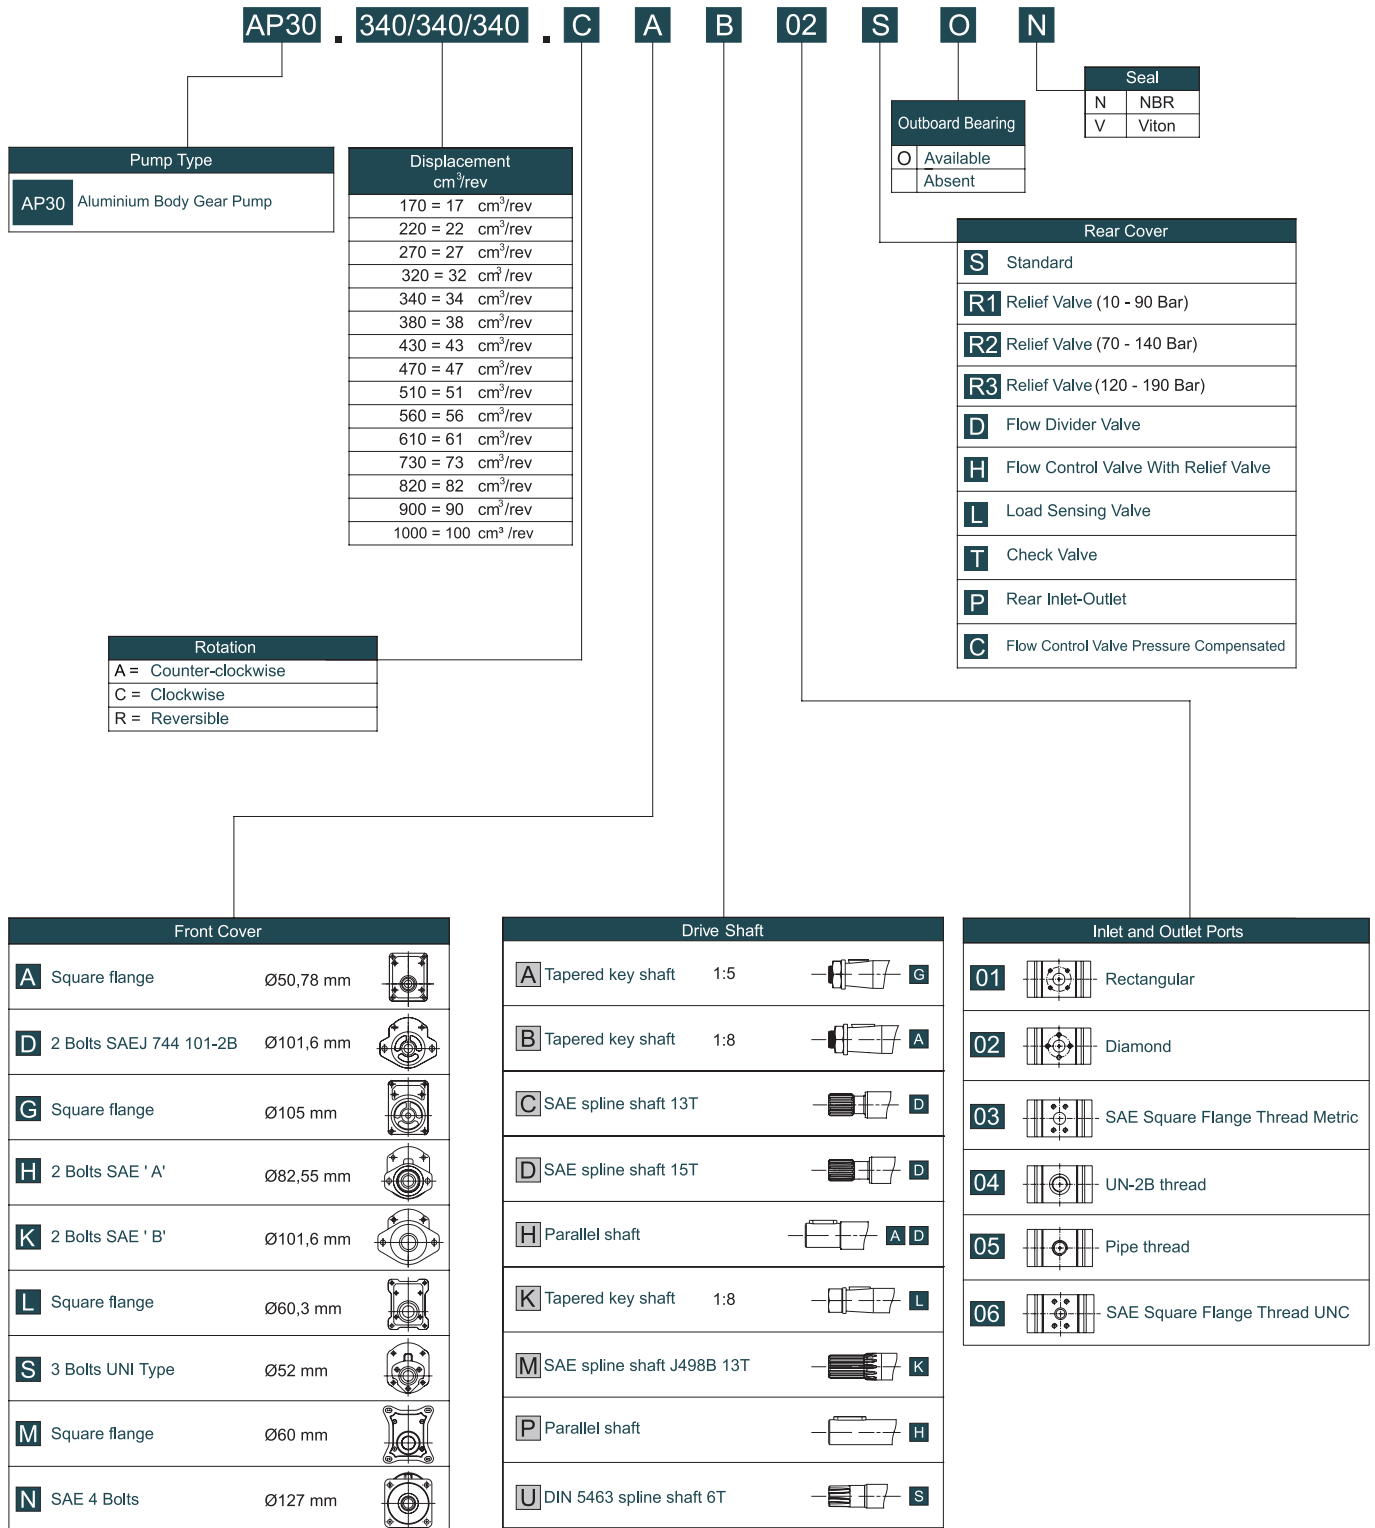 AP30 . 340/340/340 . C A B 02 S O N
Seal
N NBR
V Viton
Outboard Bearing
O Available
Absent
Pump Type
AP30 Aluminium Body Gear Pump
Displacement
cm³/rev
170 = 17 cm³/rev
220 = 22 cm³/rev
270 = 27 cm³/rev
320 = 32 cm³/rev
340 = 34 cm³/rev
380 = 38 cm³/rev
430 = 43 cm³/rev
470 = 47 cm³/rev
510 = 51 cm³/rev
560 = 56 cm³/rev
610 = 61 cm³/rev
730 = 73 cm³/rev
820 = 82 cm³/rev
900 = 90 cm³/rev
1000 = 100 cm³ /rev
Rear Cover
S Standard
R1 Relief Valve (10 - 90 Bar)
R2 Relief Valve (70 - 140 Bar)
R3 Relief Valve (120 - 190 Bar)
D Flow Divider Valve
H Flow Control Valve With Relief Valve
L Load Sensing Valve
T Check Valve
P Rear Inlet-Outlet
C Flow Control Valve Pressure Compensated
Rotation
A = Counter-clockwise
C = Clockwise
R = Reversible
Front Cover
A Square flange Ø50,78 mm
D 2 Bolts SAEJ 744 101-2B Ø101,6 mm
G Square flange Ø105 mm
H 2 Bolts SAE ' A' Ø82,55 mm
K 2 Bolts SAE ' B' Ø101,6 mm
L Square flange Ø60,3 mm
S 3 Bolts UNI Type Ø52 mm
M Square flange Ø60 mm
N SAE 4 Bolts Ø127 mm
Drive Shaft
A Tapered key shaft 1:5 G
B Tapered key shaft 1:8 A
C SAE spline shaft 13T D
D SAE spline shaft 15T D
H Parallel shaft A D
K Tapered key shaft 1:8 L
M SAE spline shaft J498B 13T K
P Parallel shaft H
U DIN 5463 spline shaft 6T S
Inlet and Outlet Ports
01 Rectangular
02 Diamond
03 SAE Square Flange Thread Metric
04 UN-2B thread
05 Pipe thread
06 SAE Square Flange Thread UNC